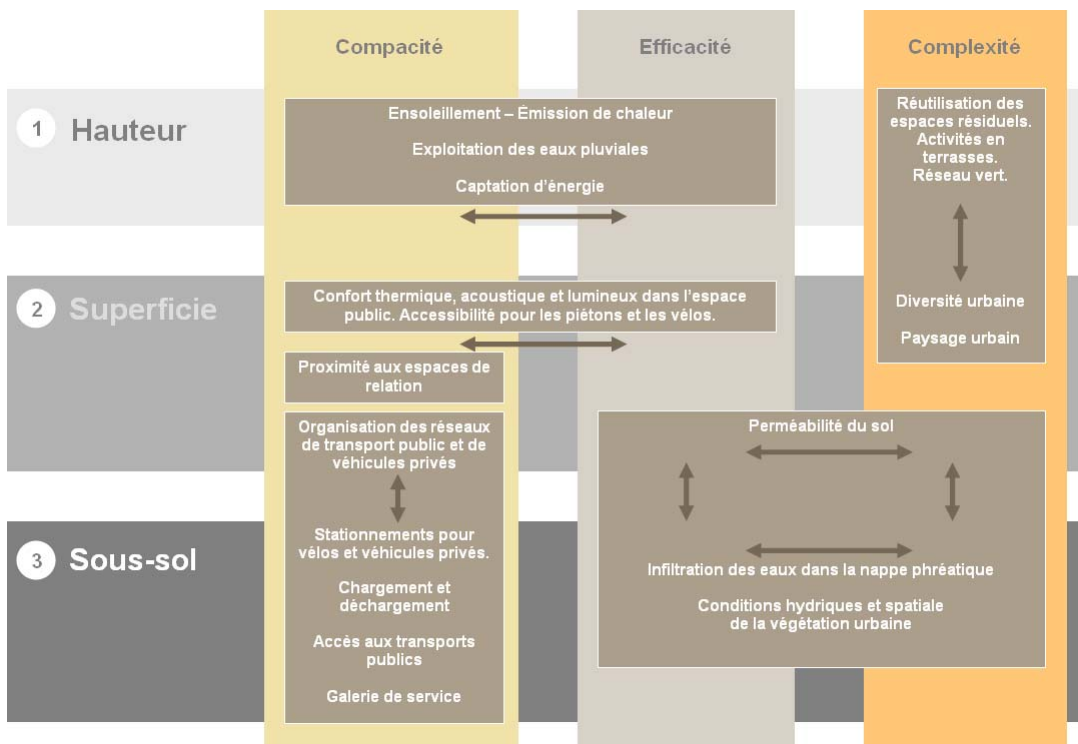 Compacité
Efficacité
Complexité
1
Hauteur
Ensoleillement – Émission de chaleur
Exploitation des eaux pluviales
Captation d'énergie
Réutilisation des
espaces résiduels.
Activités en
terrasses.
Réseau vert.
2
Superficie
Confort thermique, acoustique et lumineux dans l'espace
public. Accessibilité pour les piétons et les vélos.
Diversité urbaine
Paysage urbain
Proximité aux espaces de
relation
Organisation des réseaux
de transport public et de
véhicules privés
Perméabilité du sol
3
Sous-sol
Stationnements pour
vélos et véhicules privés.
Chargement et
déchargement
Accès aux transports
publics
Galerie de service
Infiltration des eaux dans la nappe phréatique
Conditions hydriques et spatiale
de la végétation urbaine